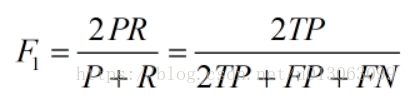 F₁ = 2PR / (P + R) = 2TP / (2TP + FP + FN)